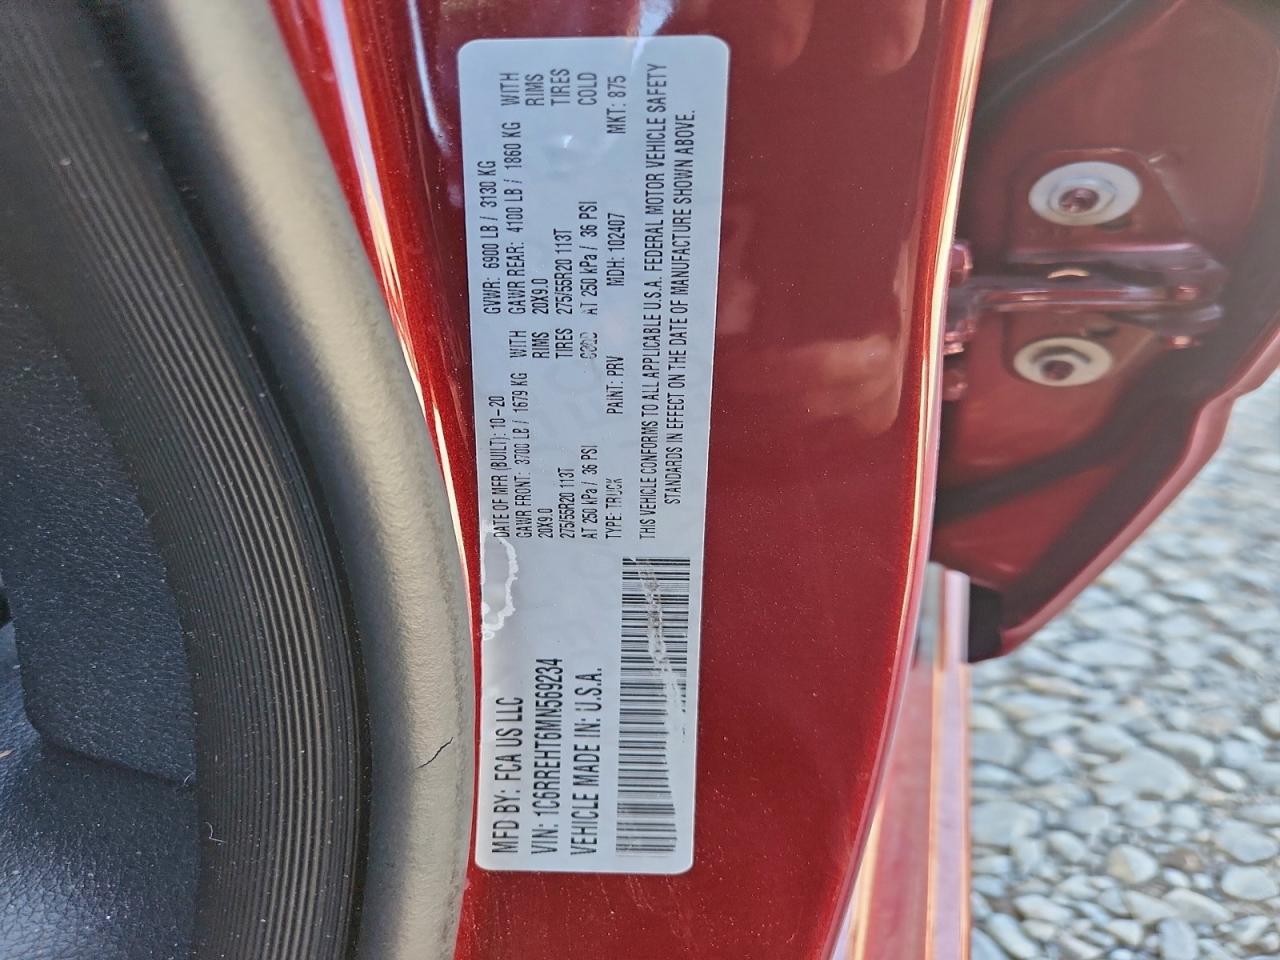 MFD BY: FCA US LLC
VIN: 1C6RREHT6MN569234
VEHICLE MADE IN: U.S.A.
DATE OF MFR (BUILT): 10-20 GVWR: 6900 LB / 3130 KG
GAWR FRONT: 3700 LB / 1679 KG WITH GAWR REAR: 4100 LB / 1860 KG WITH
20X9.0 RIMS 20X9.0 RIMS
275/55R20 113T TIRES 275/55R20 113T TIRES
AT 250 kPa / 36 PSI COLD AT 250 kPa / 36 PSI COLD
TYPE: TRUCK PAINT: PRV MDH: 102407 MKT: 875
THIS VEHICLE CONFORMS TO ALL APPLICABLE U.S.A. FEDERAL MOTOR VEHICLE SAFETY
STANDARDS IN EFFECT ON THE DATE OF MANUFACTURE SHOWN ABOVE.